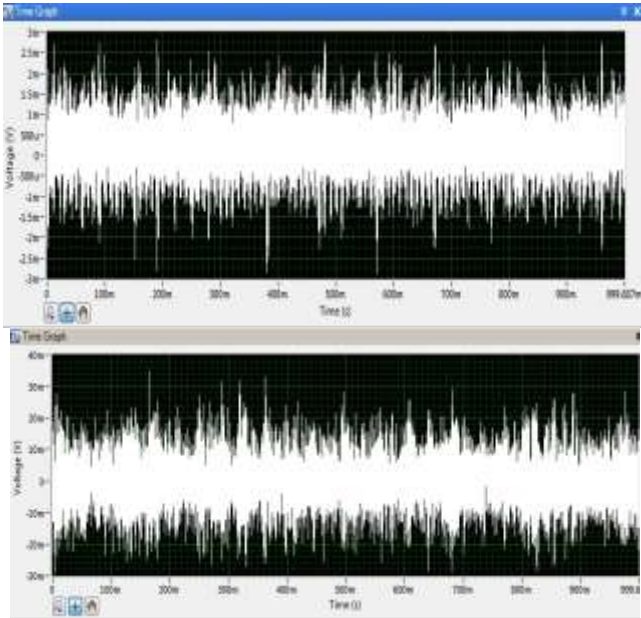 Time Graph
3m
2.5m
2m
1.5m
1m
500u
0
-500u
-1m
-1.5m
-2m
-2.5m
-3m
Voltage (V)
0 100m 200m 300m 400m 500m 600m 700m 800m 900m
Time (s)
Time Graph
40m
30m
20m
10m
0
-10m
-20m
-30m
Voltage (V)
0 100m 200m 300m 400m 500m 600m 700m 800m 900m
Time (s)